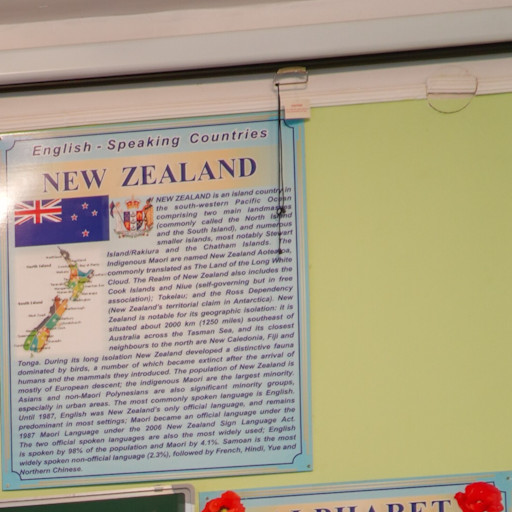 English - Speaking Countries
NEW ZEALAND
NEW ZEALAND is an island country in
the south-western Pacific Ocean
comprising two main landmasses
(commonly called the North Island
and the South Island), and numerous
smaller islands, most notably Stewart
Island/Rakiura and the Chatham Islands. The
indigenous Maori are named New Zealand Aotearoa,
commonly translated as The Land of the Long White
Cloud. The Realm of New Zealand also includes the
Cook Islands and Niue (self-governing but in free
association); Tokelau; and the Ross Dependency
(New Zealand's territorial claim in Antarctica). New
Zealand is notable for its geographic isolation: it is
situated about 2000 km (1250 miles) southeast of
Australia across the Tasman Sea, and its closest
neighbours to the north are New Caledonia, Fiji and
Tonga. During its long isolation New Zealand developed a distinctive fauna
dominated by birds, a number of which became extinct after the arrival of
humans and the mammals they introduced. The population of New Zealand is
mostly of European descent; the indigenous Maori are the largest minority.
Asians and non-Maori Polynesians are also significant minority groups,
especially in urban areas. The most commonly spoken language is English.
Until 1987, English was New Zealand's only official language, and remains
predominant in most settings; Maori became an official language under the
1987 Maori Language under the 2006 New Zealand Sign Language Act.
The two official spoken languages are also the most widely used; English
is spoken by 98% of the population and Maori by 4.1%. Samoan is the most
widely spoken non-official language (2.3%), followed by French, Hindi, Yue and
Northern Chinese.
North Island
South Island
ALPHABET